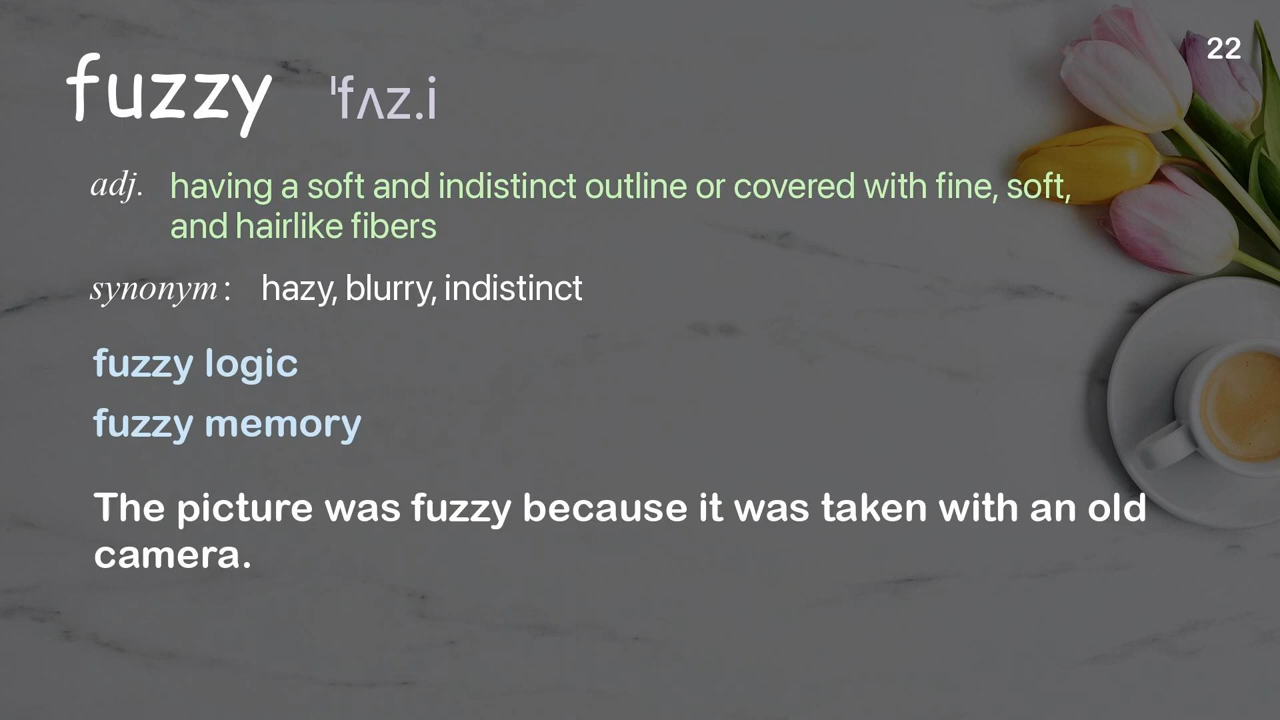 22
fuzzy ˈfʌz.i
adj. having a soft and indistinct outline or covered with fine, soft,
and hairlike fibers
synonym : hazy, blurry, indistinct
fuzzy logic
fuzzy memory
The picture was fuzzy because it was taken with an old
camera.